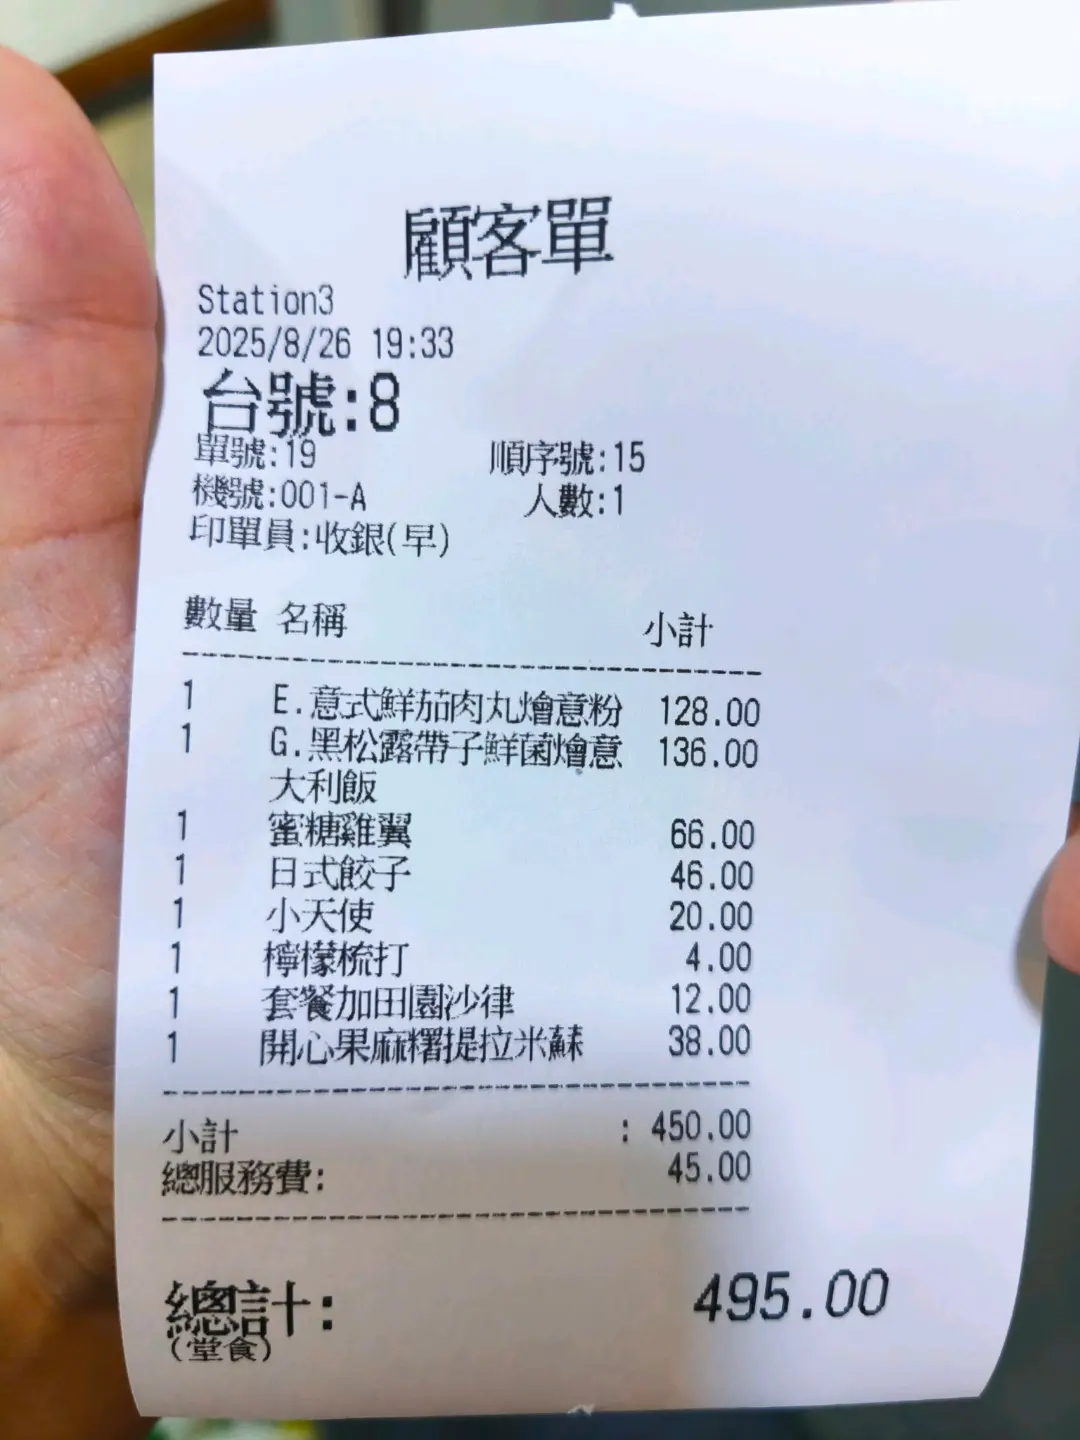 顧客單
Station3
2025/8/26 19:33
台號:8
單號:19 順序號:15
機號:001-A 人數:1
印單員:收銀(早)
數量 名稱 小計
1 E.意式鮮茄肉丸燴意粉 128.00
1 G.黑松露帶子鮮菌燴意 136.00
大利飯
1 蜜糖雞翼 66.00
1 日式餃子 46.00
1 小天使 20.00
1 檸檬梳打 4.00
1 套餐加田園沙律 12.00
1 開心果麻糬提拉米蘇 38.00
小計 : 450.00
總服務費: 45.00
總計: 495.00
(堂食)